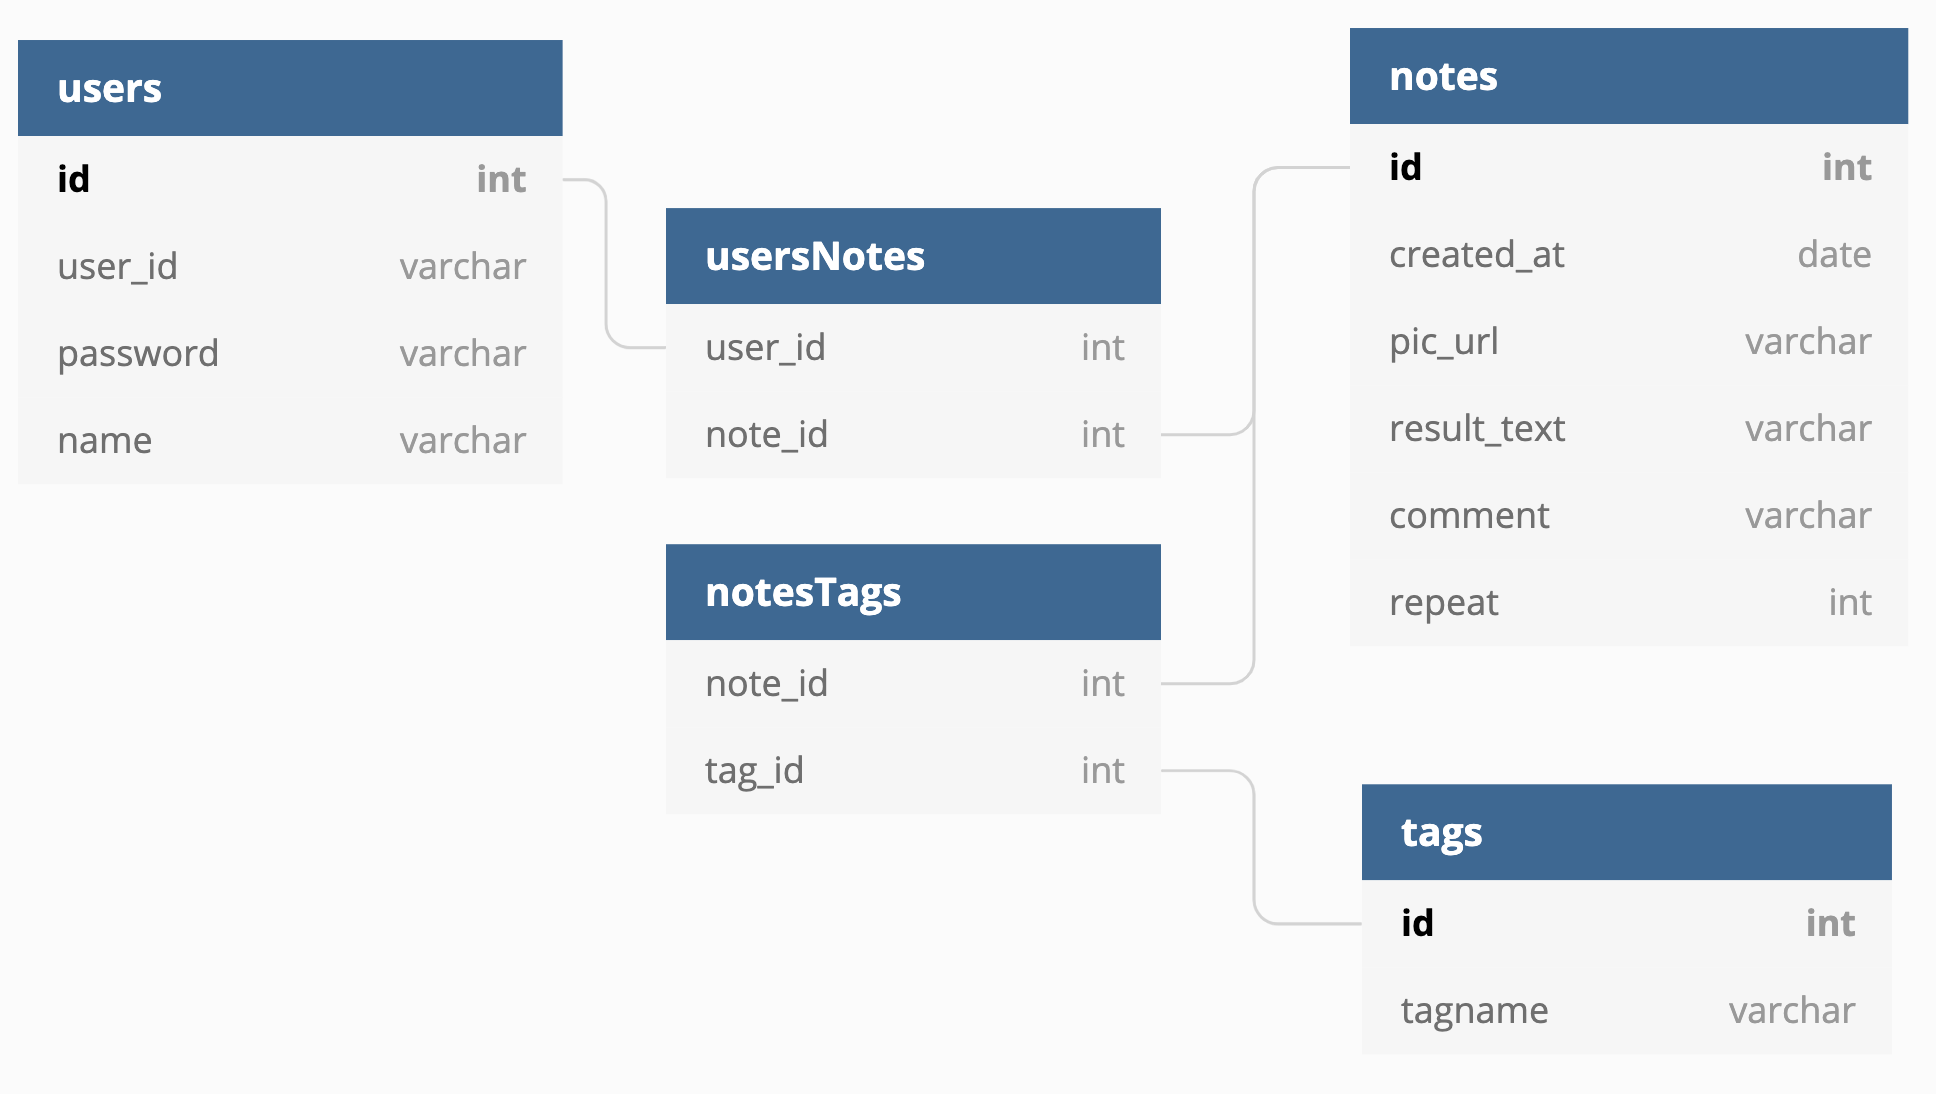 users
id int
user_id varchar
password varchar
name varchar
usersNotes
user_id int
note_id int
notesTags
note_id int
tag_id int
notes
id int
created_at date
pic_url varchar
result_text varchar
comment varchar
repeat int
tags
id int
tagname varchar